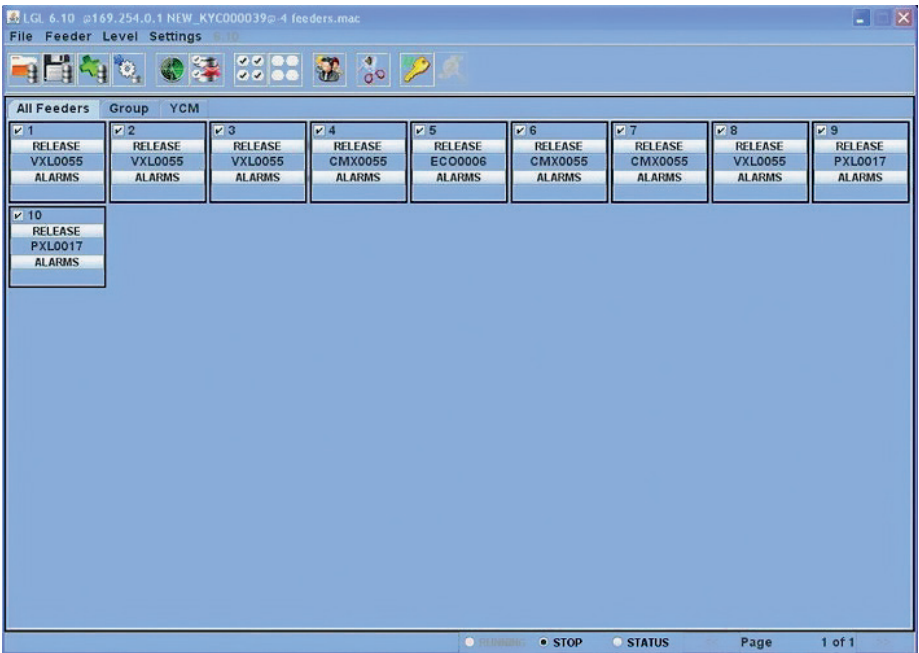 LGL 6.10 @169.254.0.1 NEW_KYC000039@-4 feeders.mac
File Feeder Level Settings 6.10
All Feeders Group YCM
1 2 3 4 5 6 7 8 9
RELEASE RELEASE RELEASE RELEASE RELEASE RELEASE RELEASE RELEASE RELEASE
VXL0055 VXL0055 VXL0055 CMX0055 ECO0006 CMX0055 CMX0055 VXL0055 PXL0017
ALARMS ALARMS ALARMS ALARMS ALARMS ALARMS ALARMS ALARMS ALARMS
10
RELEASE
PXL0017
ALARMS
RUNNING STOP STATUS << Page 1 of 1 >>